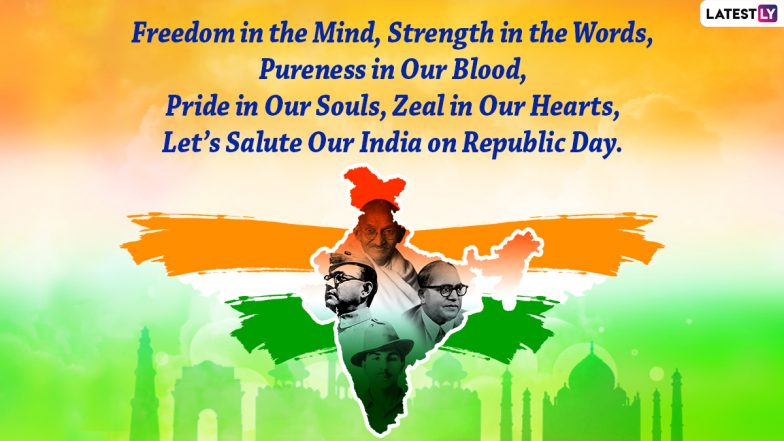 LATESTLY
Freedom in the Mind, Strength in the Words,
Pureness in Our Blood,
Pride in Our Souls, Zeal in Our Hearts,
Let's Salute Our India on Republic Day.